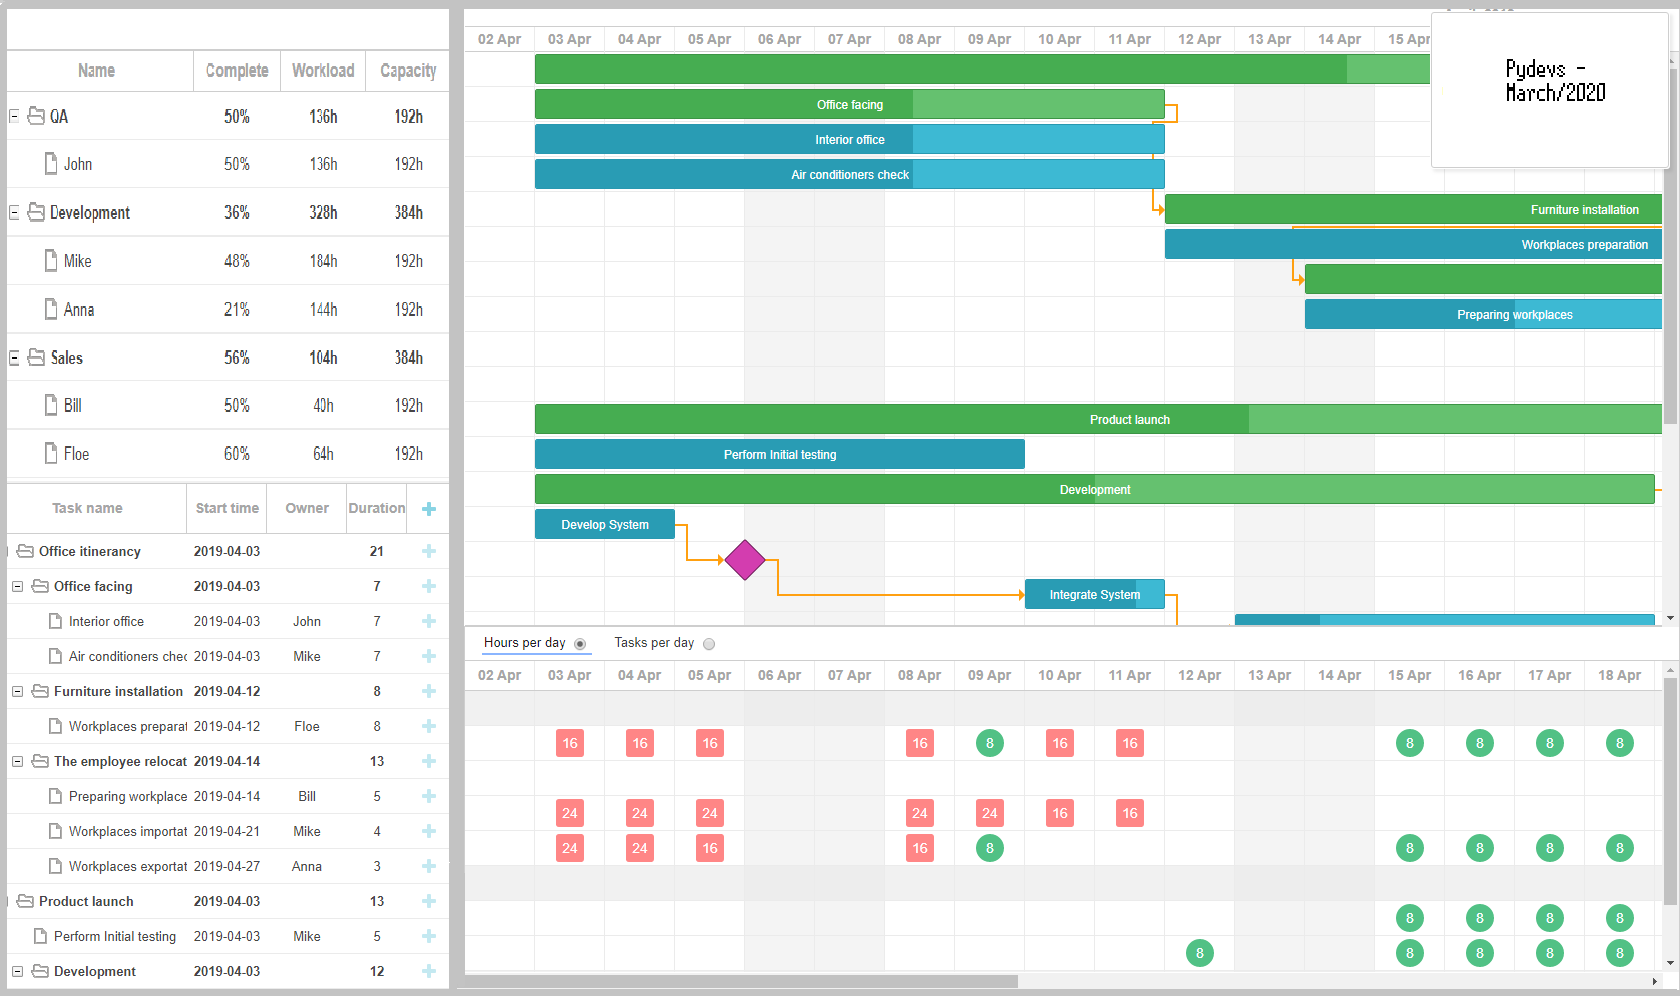 Name Complete Workload Capacity
QA 50% 136h 192h
John 50% 136h 192h
Development 36% 328h 384h
Mike 48% 184h 192h
Anna 21% 144h 192h
Sales 56% 104h 384h
Bill 50% 40h 192h
Floe 60% 64h 192h
Task name Start time Owner Duration
Office itinerancy 2019-04-03 21
Office facing 2019-04-03 7
Interior office 2019-04-03 John 7
Air conditioners chec 2019-04-03 Mike 7
Furniture installation 2019-04-12 8
Workplaces preparat 2019-04-12 Floe 8
The employee relocat 2019-04-14 13
Preparing workplace 2019-04-14 Bill 5
Workplaces importat 2019-04-21 Mike 4
Workplaces exportat 2019-04-27 Anna 3
Product launch 2019-04-03 13
Perform Initial testing 2019-04-03 Mike 5
Development 2019-04-03 12
02 Apr 03 Apr 04 Apr 05 Apr 06 Apr 07 Apr 08 Apr 09 Apr 10 Apr 11 Apr 12 Apr 13 Apr 14 Apr 15 Apr
Pydevs -
March/2020
Office facing
Interior office
Air conditioners check
Furniture installation
Workplaces preparation
Preparing workplaces
Product launch
Perform Initial testing
Development
Develop System
Integrate System
Hours per day Tasks per day
02 Apr 03 Apr 04 Apr 05 Apr 06 Apr 07 Apr 08 Apr 09 Apr 10 Apr 11 Apr 12 Apr 13 Apr 14 Apr 15 Apr 16 Apr 17 Apr 18 Apr
16 16 16 16 8 16 16 8 8 8 8
24 24 24 24 24 16 16
24 24 16 16 8 8 8 8 8
8 8 8 8
8 8 8 8 8